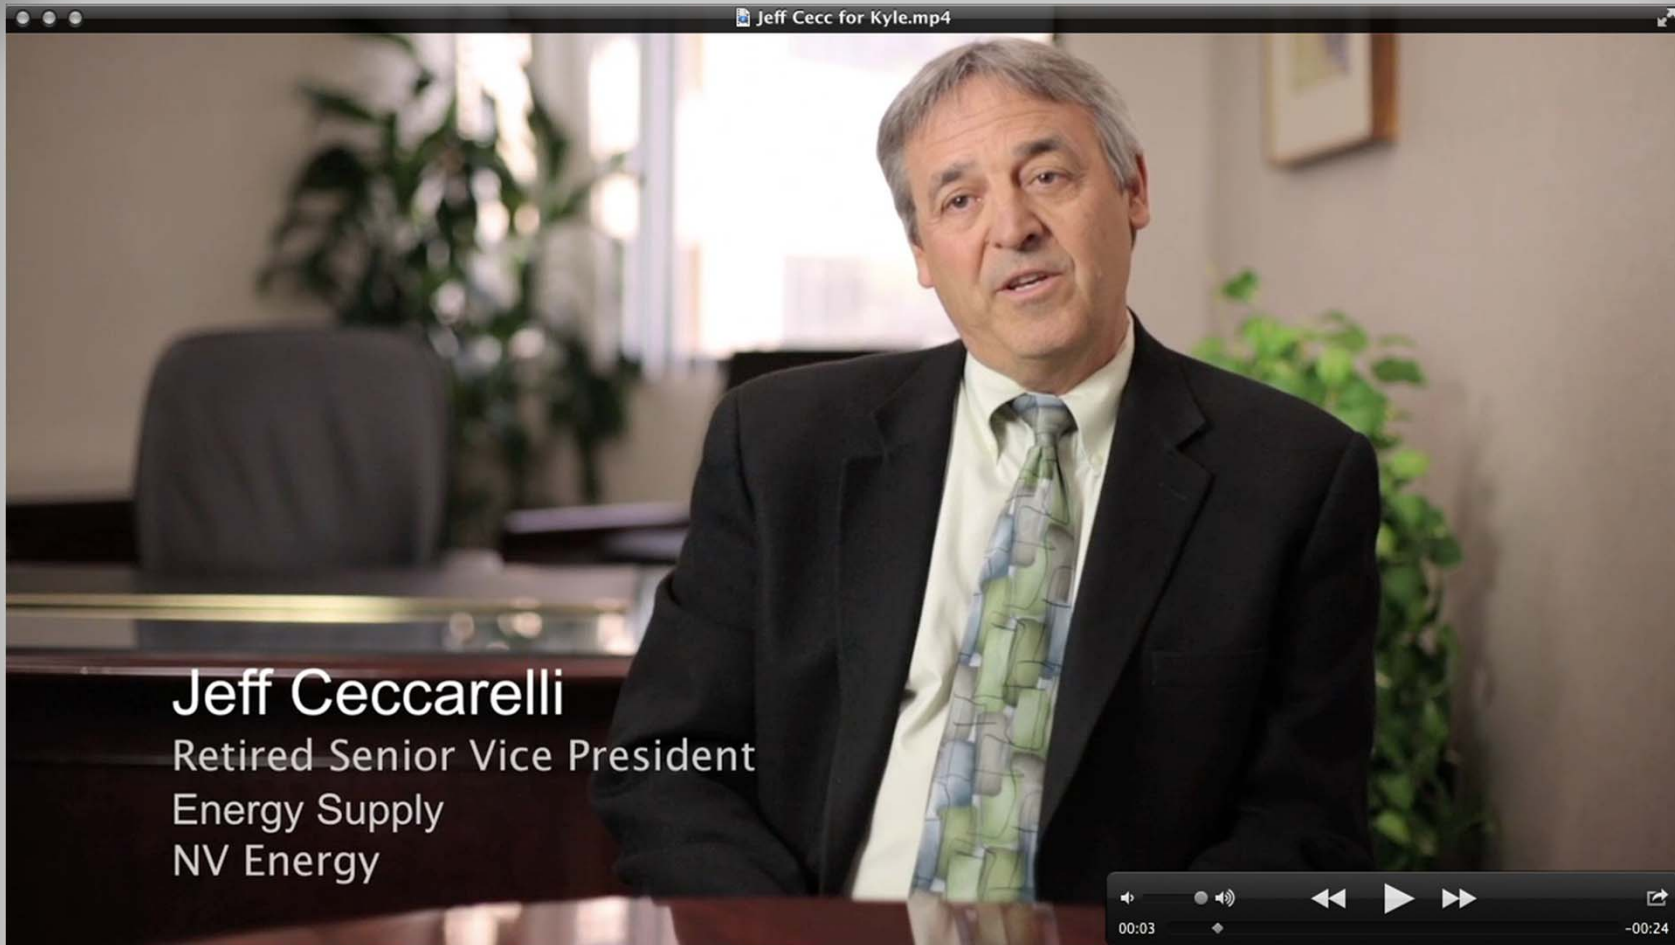 Jeff Cecc for Kyle.mp4
Jeff Ceccarelli
Retired Senior Vice President
Energy Supply
NV Energy
00:03
-00:24